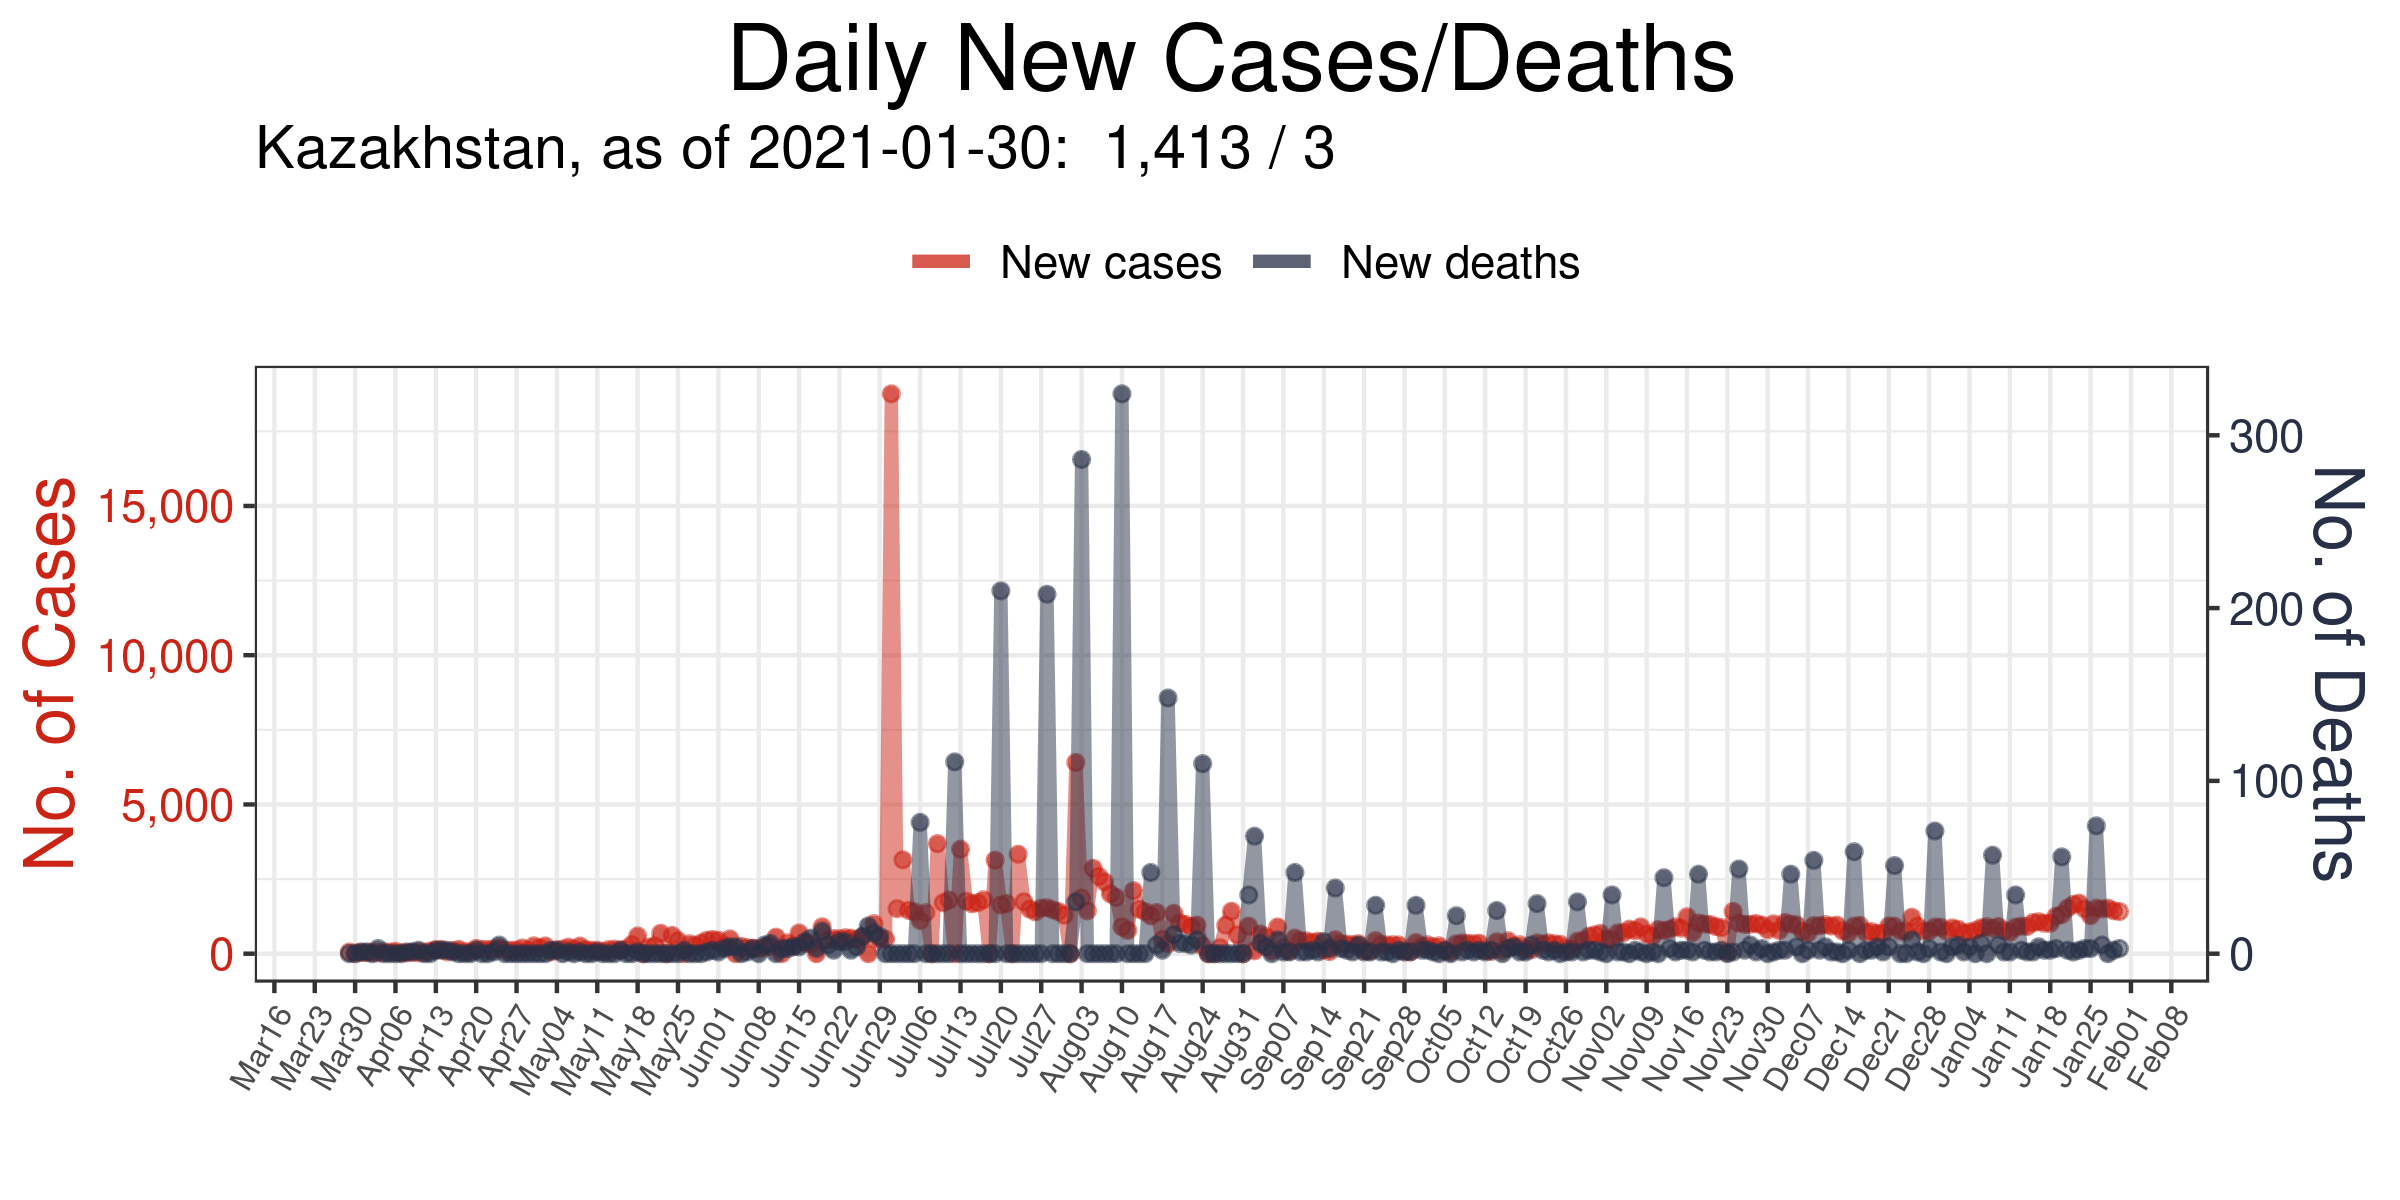 Daily New Cases/Deaths
Kazakhstan, as of 2021-01-30: 1,413 / 3
New cases
New deaths
No. of Cases
15,000
10,000
5,000
0
300
200
100
0
No. of Deaths
Mar16
Mar23
Mar30
Apr06
Apr13
Apr20
Apr27
May04
May11
May18
May25
Jun01
Jun08
Jun15
Jun22
Jun29
Jul06
Jul13
Jul20
Jul27
Aug03
Aug10
Aug17
Aug24
Aug31
Sep07
Sep14
Sep21
Sep28
Oct05
Oct12
Oct19
Oct26
Nov02
Nov09
Nov16
Nov23
Nov30
Dec07
Dec14
Dec21
Dec28
Jan04
Jan11
Jan18
Jan25
Feb01
Feb08